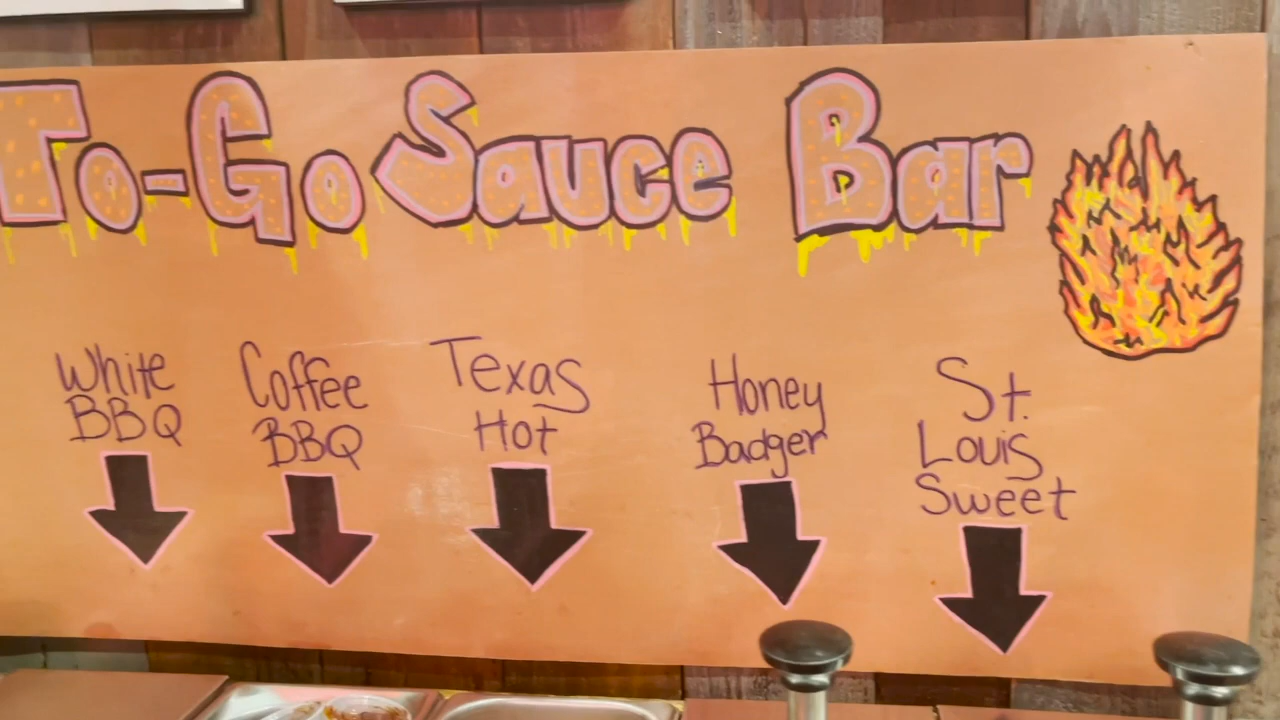 To-Go Sauce Bar
White
BBQ
Coffee
BBQ
Texas
Hot
Honey
Badger
St.
Louis
Sweet